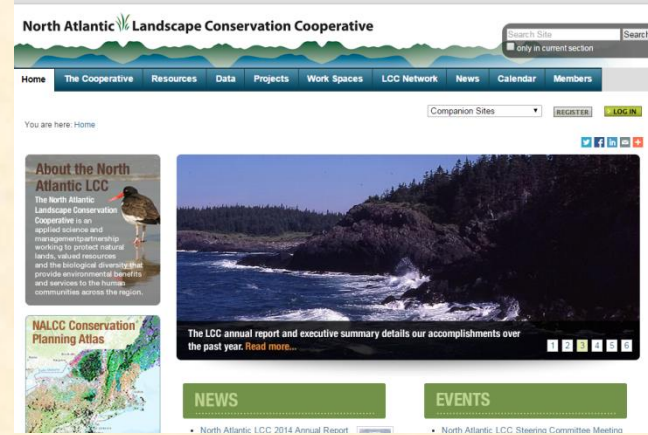 North Atlantic Landscape Conservation Cooperative
Search Site
Search
only in current section
Home The Cooperative Resources Data Projects Work Spaces LCC Network News Calendar Members
Companion Sites
REGISTER
LOG IN
You are here: Home
About the North
Atlantic LCC
The North Atlantic
Landscape Conservation
Cooperative is an
applied science and
managementpartnership
working to protect natural
lands, valued resources
and the biological diversity that
provide environmental benefits
and services to the human
communities across the region.
The LCC annual report and executive summary details our accomplishments over
the past year. Read more...
1 2 3 4 5 6
NALCC Conservation
Planning Atlas
NEWS
North Atlantic LCC 2014 Annual Report
EVENTS
North Atlantic LCC Steering Committee Meeting